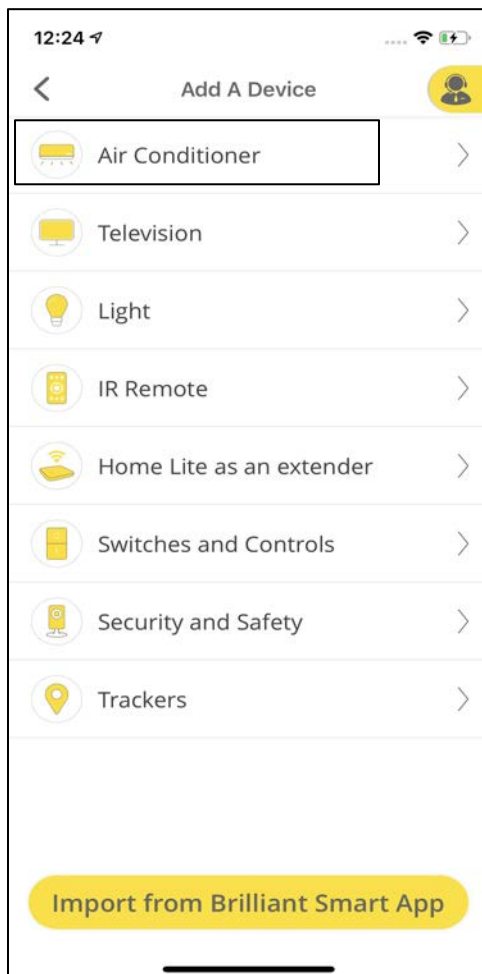 12:24
Add A Device
Air Conditioner
Television
Light
IR Remote
Home Lite as an extender
Switches and Controls
Security and Safety
Trackers
Import from Brilliant Smart App